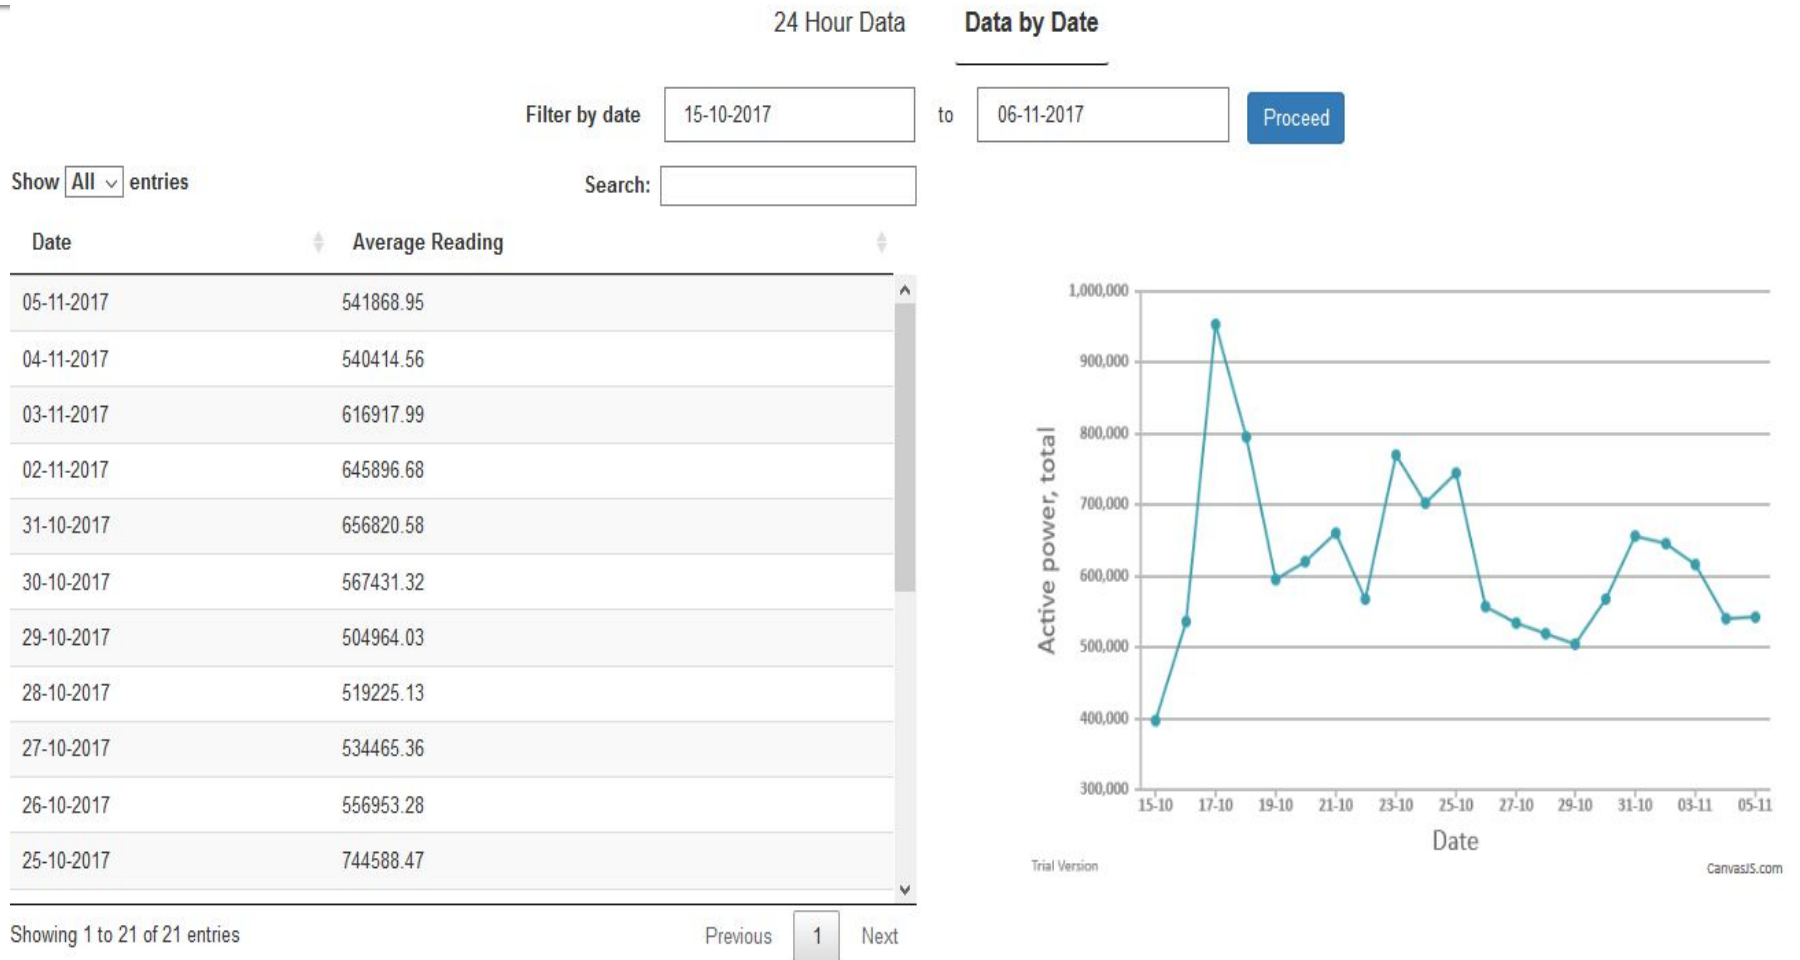 24 Hour Data Data by Date
Filter by date 15-10-2017 to 06-11-2017 Proceed
Show All entries Search:
Date Average Reading
05-11-2017 541868.95
04-11-2017 540414.56
03-11-2017 616917.99
02-11-2017 645896.68
31-10-2017 656820.58
30-10-2017 567431.32
29-10-2017 504964.03
28-10-2017 519225.13
27-10-2017 534465.36
26-10-2017 556953.28
25-10-2017 744588.47
Showing 1 to 21 of 21 entries Previous 1 Next
Active power, total
1,000,000
900,000
800,000
700,000
600,000
500,000
400,000
300,000
15-10 17-10 19-10 21-10 23-10 25-10 27-10 29-10 31-10 03-11 05-11
Date
Trial Version CanvasJS.com